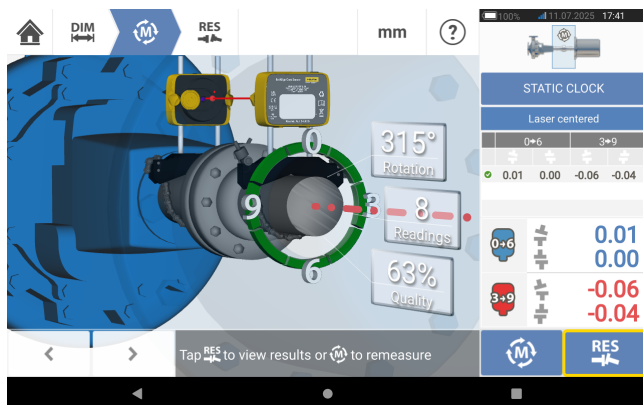 DIM
RES
mm
?
100%
11.07.2025 17:41
STATIC CLOCK
Laser centered
0➔6 3➔9
0.01 0.00 -0.06 -0.04
0
3
6
9
315°
Rotation
8
Readings
63%
Quality
0➔6
0.01
0.00
3➔9
-0.06
-0.04
Tap RES to view results or M to remeasure
M
RES